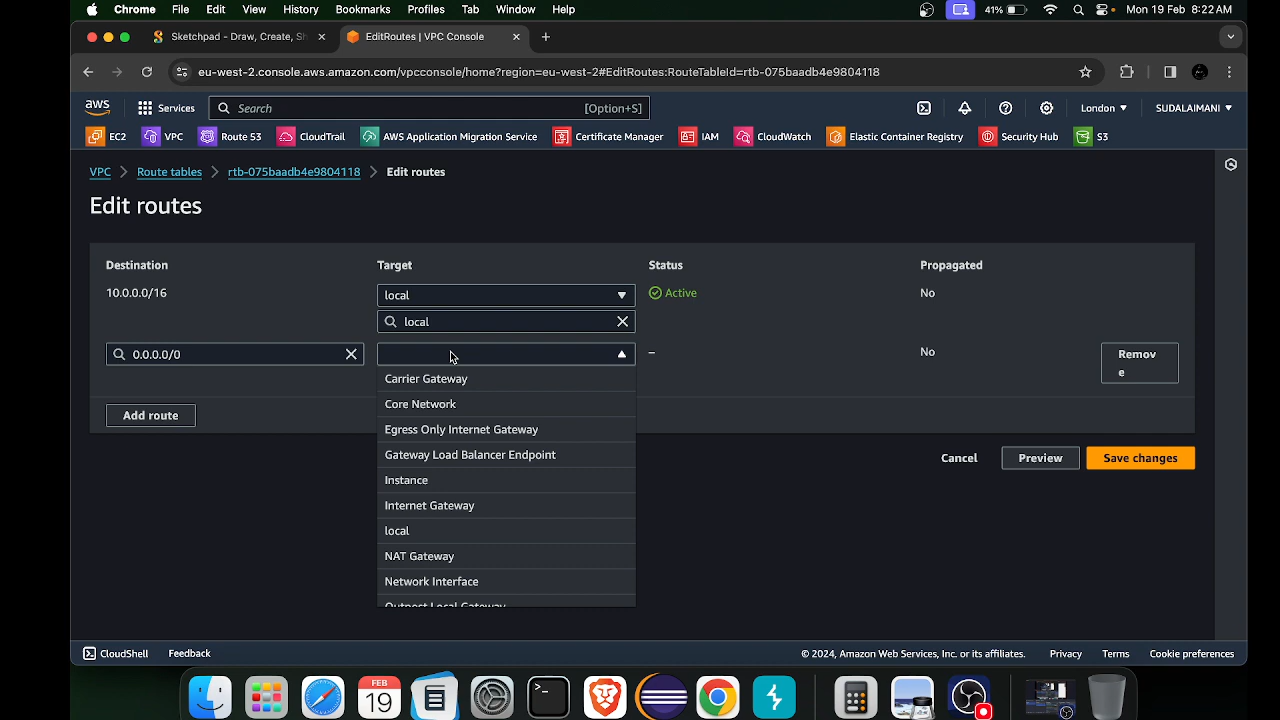 Chrome File Edit View History Bookmarks Profiles Tab Window Help 41% Mon 19 Feb 8:22 AM
Sketchpad - Draw, Create, Sh EditRoutes | VPC Console
eu-west-2.console.aws.amazon.com/vpcconsole/home?region=eu-west-2#EditRoutes:RouteTableId=rtb-075baadb4e9804118
aws Services Search [Option+S] London SUDALAIMANI
EC2 VPC Route 53 CloudTrail AWS Application Migration Service Certificate Manager IAM CloudWatch Elastic Container Registry Security Hub S3
VPC Route tables rtb-075baadb4e9804118 Edit routes
Edit routes
Destination Target Status Propagated
10.0.0.0/16 local Active No
local
0.0.0.0/0 – No Remov
e
Carrier Gateway
Core Network
Add route
Egress Only Internet Gateway
Gateway Load Balancer Endpoint
Cancel Preview Save changes
Instance
Internet Gateway
local
NAT Gateway
Network Interface
Outpost Local Gateway
CloudShell Feedback © 2024, Amazon Web Services, Inc. or its affiliates. Privacy Terms Cookie preferences
FEB
19